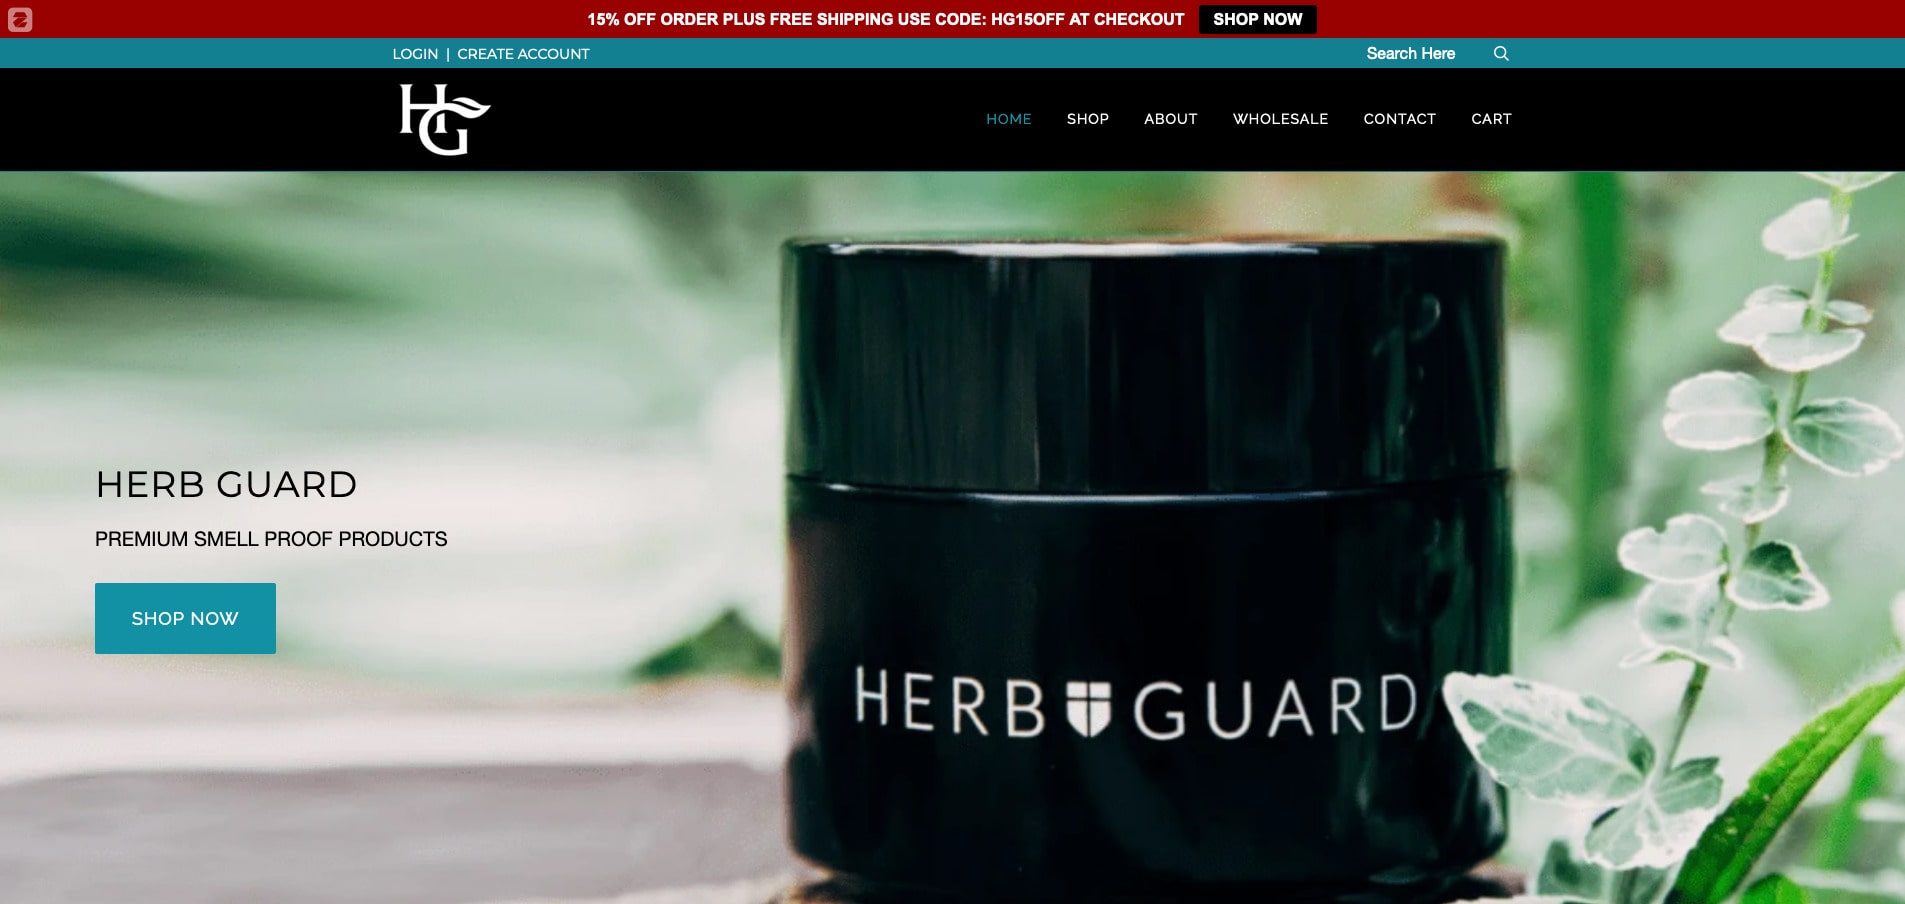 15% OFF ORDER PLUS FREE SHIPPING USE CODE: HG15OFF AT CHECKOUT SHOP NOW
LOGIN | CREATE ACCOUNT Search Here
HG
HOME SHOP ABOUT WHOLESALE CONTACT CART
HERB GUARD
PREMIUM SMELL PROOF PRODUCTS
SHOP NOW
HERB GUARD